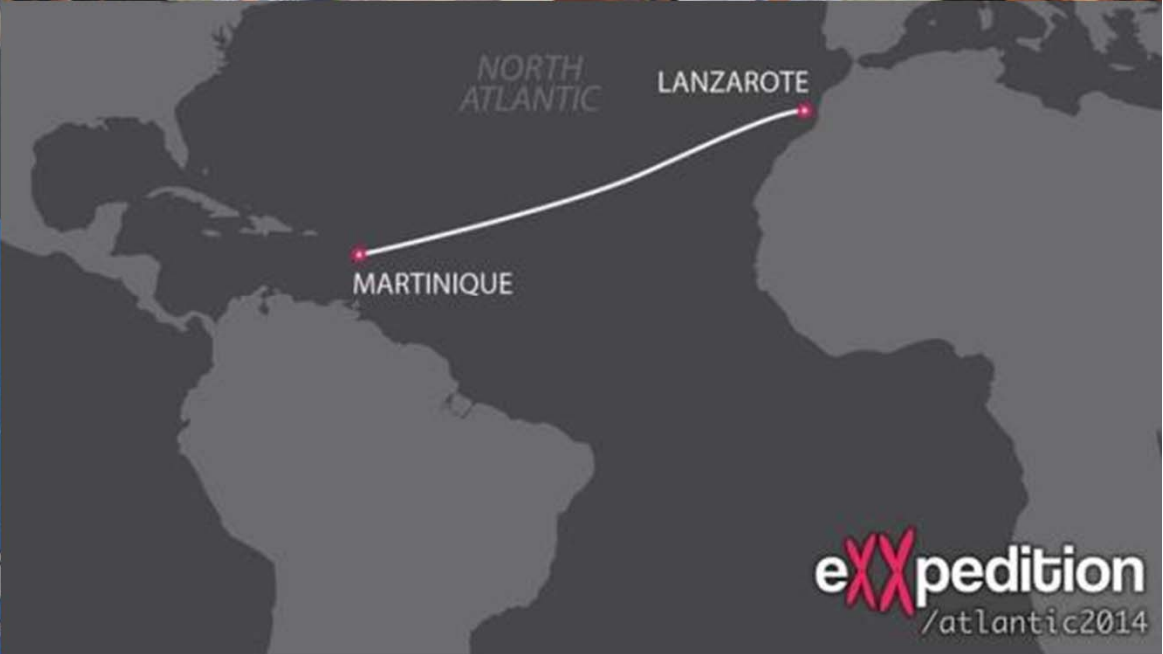 NORTH
ATLANTIC
LANZAROTE
MARTINIQUE
eXXpedition
/atlantic2014